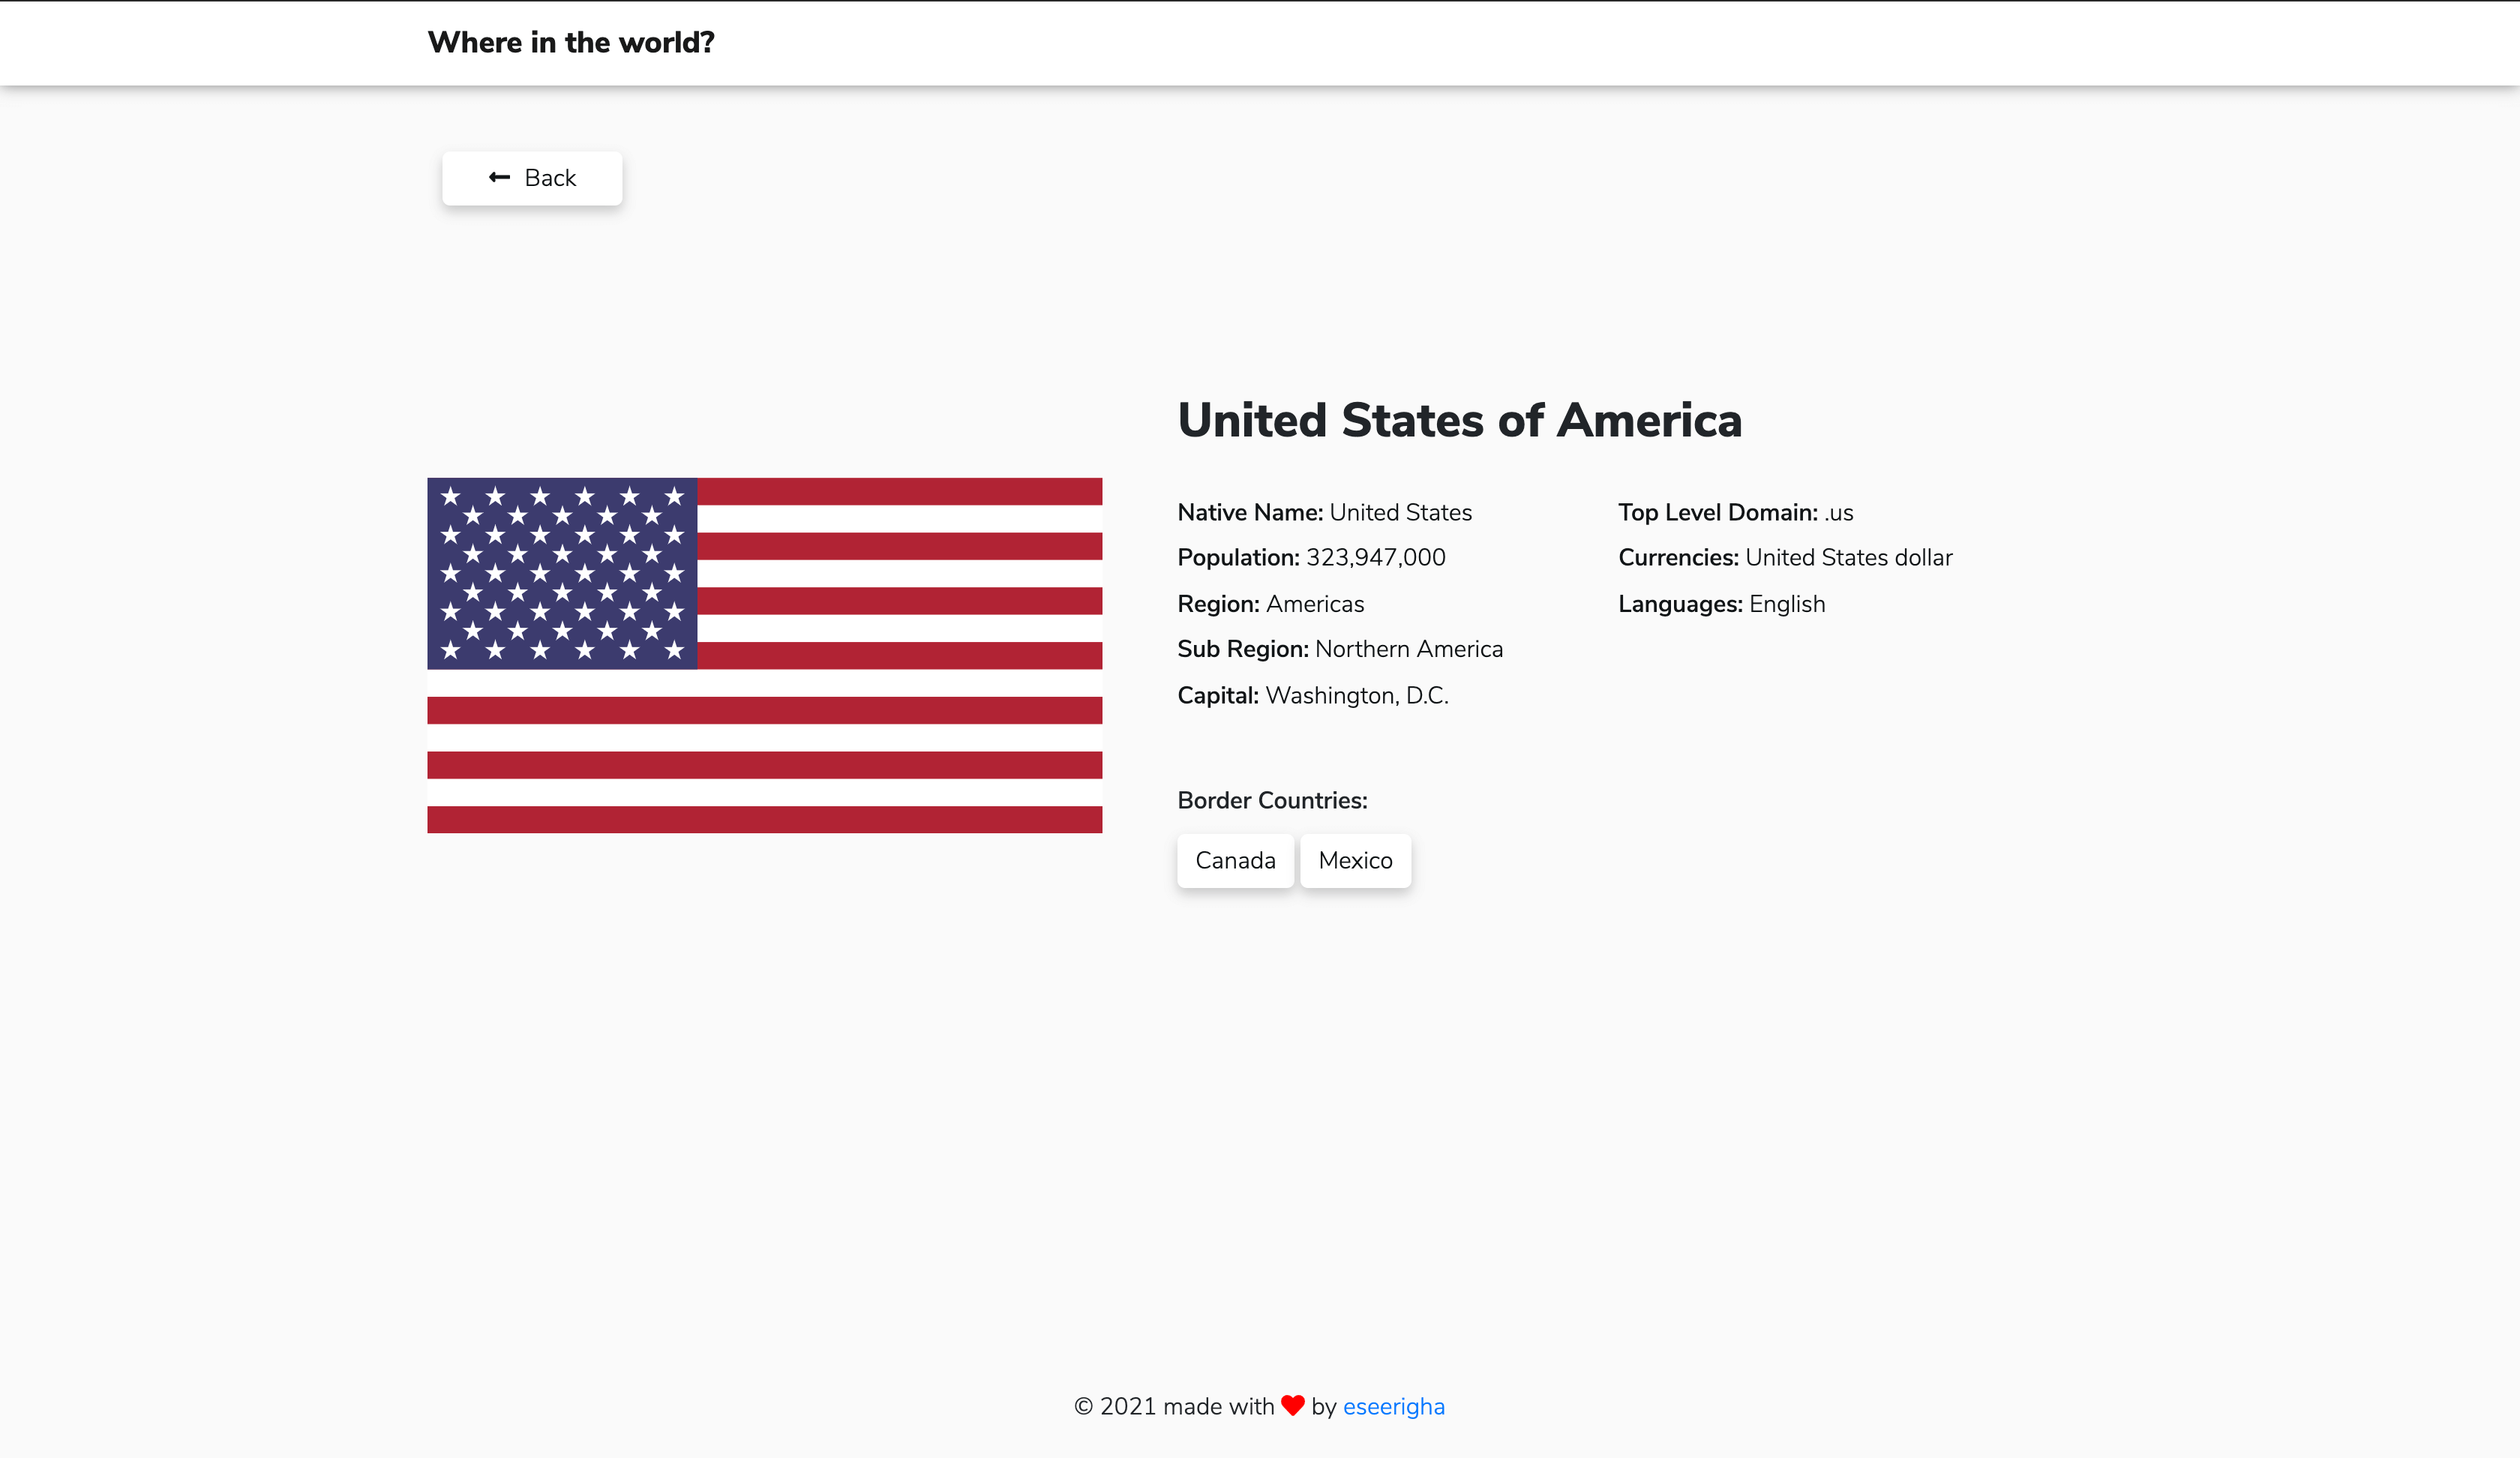 Where in the world?
Back
United States of America
Native Name: United States
Population: 323,947,000
Region: Americas
Sub Region: Northern America
Capital: Washington, D.C.
Top Level Domain: .us
Currencies: United States dollar
Languages: English
Border Countries:
Canada
Mexico
© 2021 made with ❤ by eseerigha